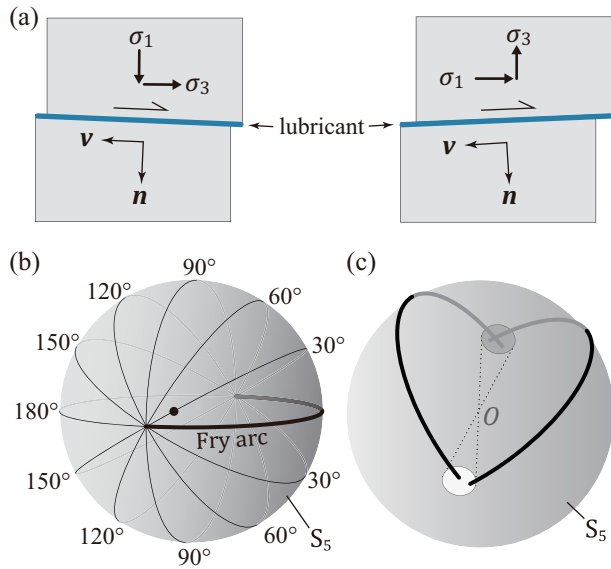 (a)
σ1
σ3
v
n
lubricant
σ3
σ1
v
n
(b)
90°
120°
60°
150°
30°
180°
Fry arc
150°
30°
120°
60°
90°
S5
(c)
O
S5